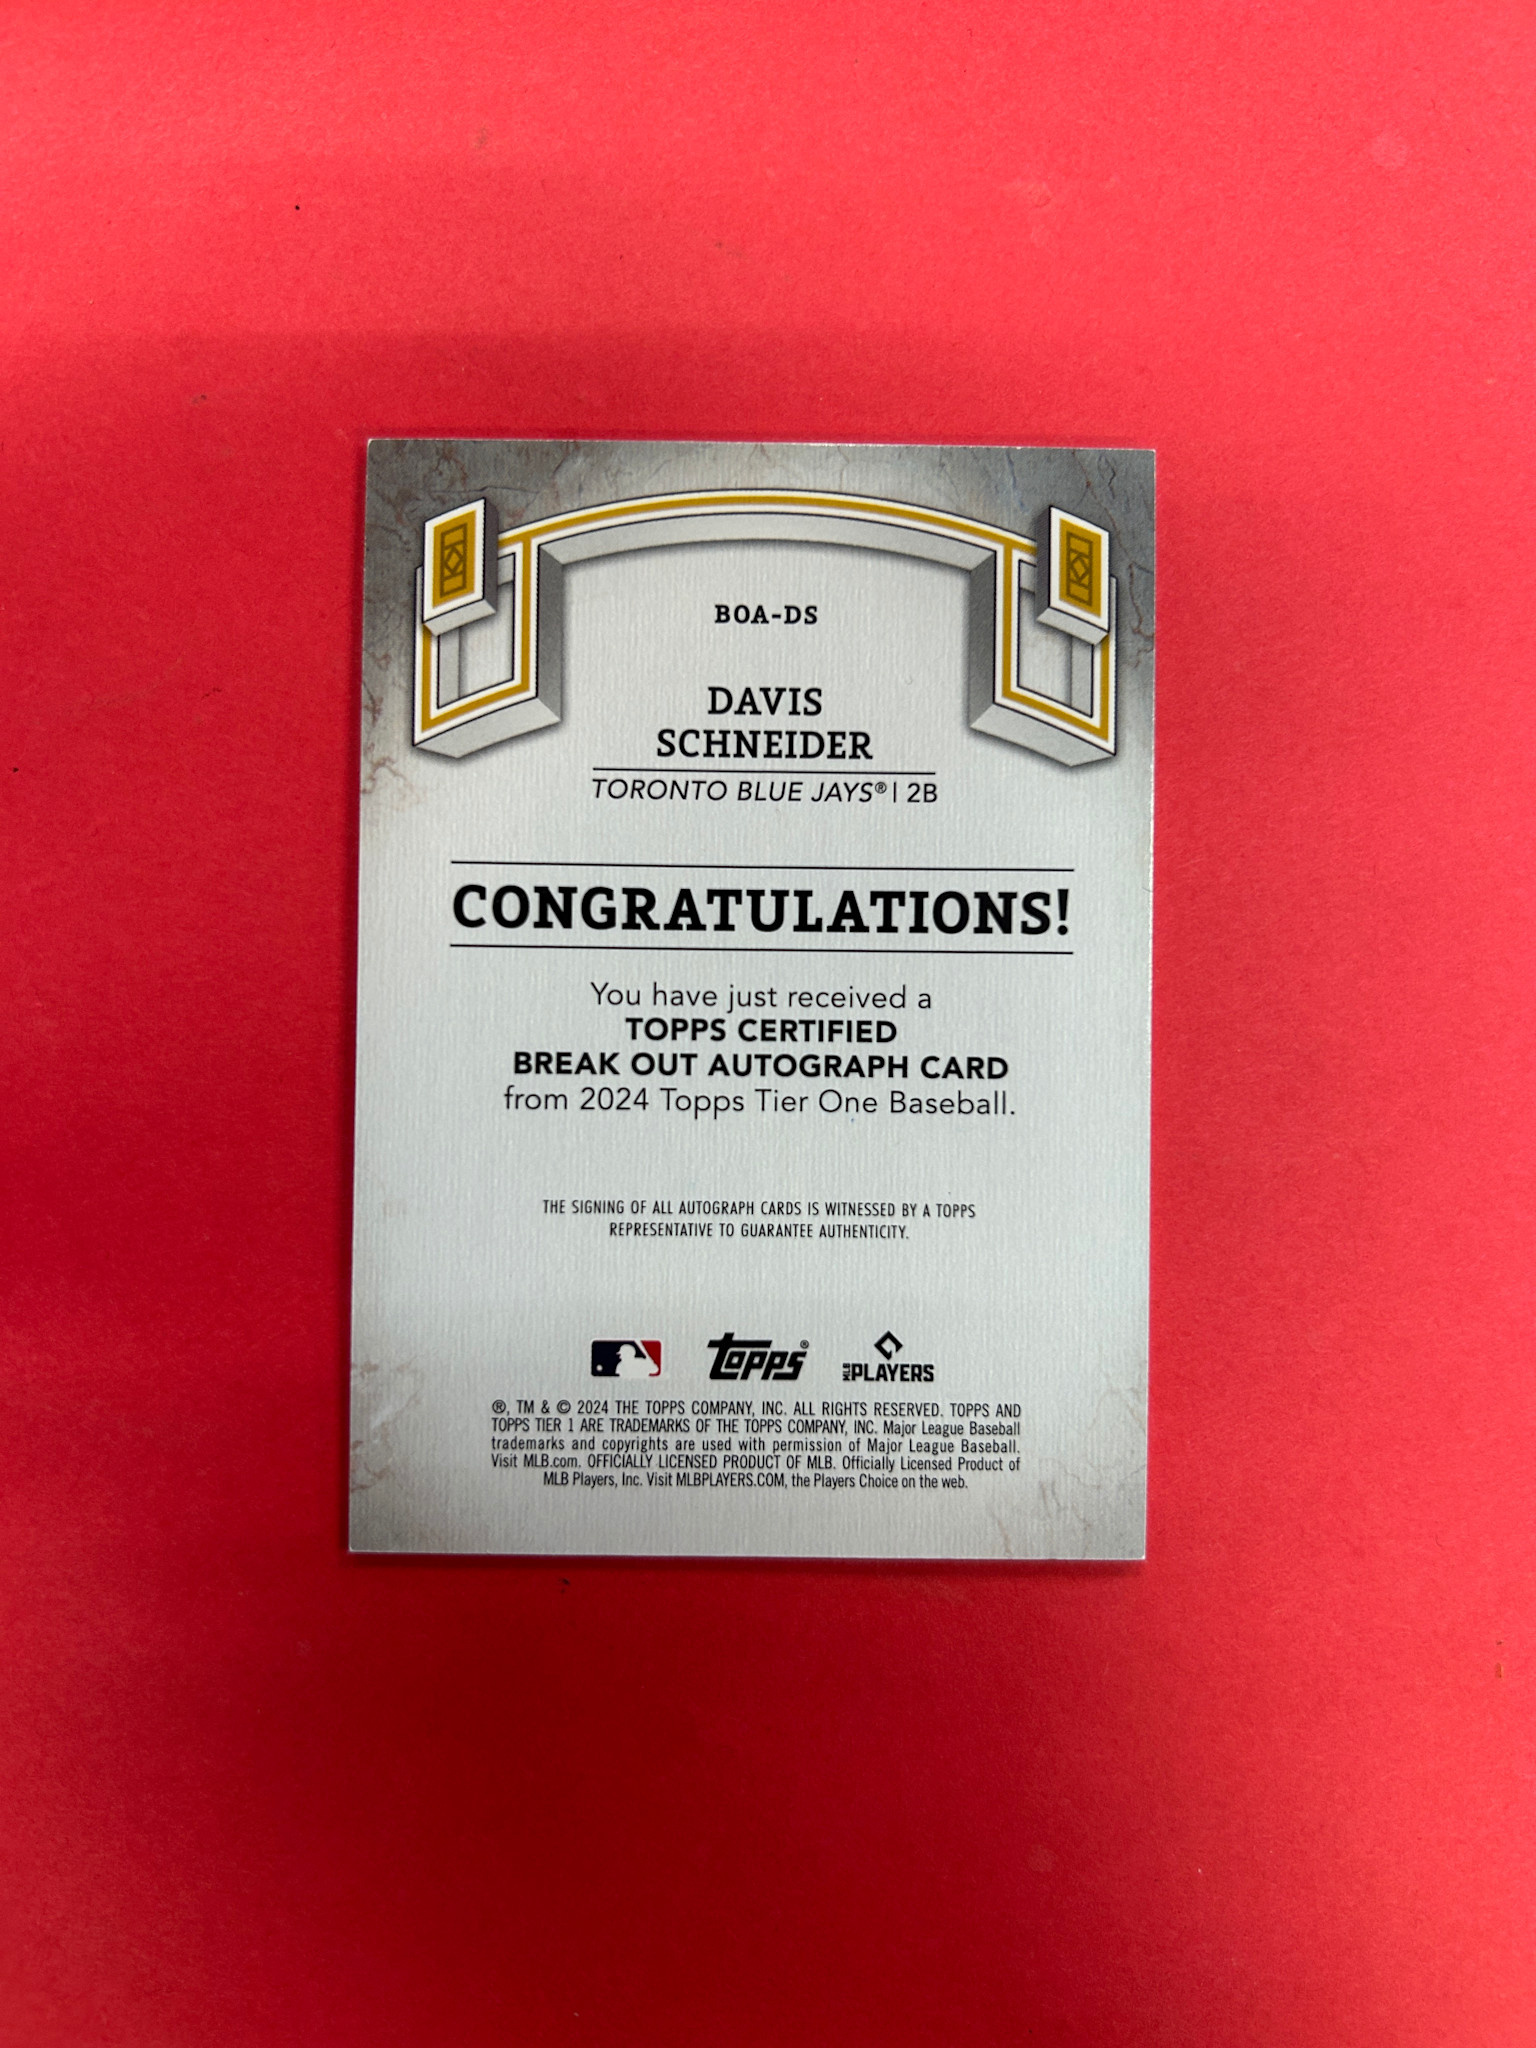 BOA-DS
DAVIS
SCHNEIDER
TORONTO BLUE JAYS® | 2B
CONGRATULATIONS!
You have just received a
TOPPS CERTIFIED
BREAK OUT AUTOGRAPH CARD
from 2024 Topps Tier One Baseball.
THE SIGNING OF ALL AUTOGRAPH CARDS IS WITNESSED BY A TOPPS
REPRESENTATIVE TO GUARANTEE AUTHENTICITY.
Topps® MLB PLAYERS
®, TM & © 2024 THE TOPPS COMPANY, INC. ALL RIGHTS RESERVED. TOPPS AND
TOPPS TIER 1 ARE TRADEMARKS OF THE TOPPS COMPANY, INC. Major League Baseball
trademarks and copyrights are used with permission of Major League Baseball.
Visit MLB.com. OFFICIALLY LICENSED PRODUCT OF MLB. Officially Licensed Product of
MLB Players, Inc. Visit MLBPLAYERS.COM, the Players Choice on the web.